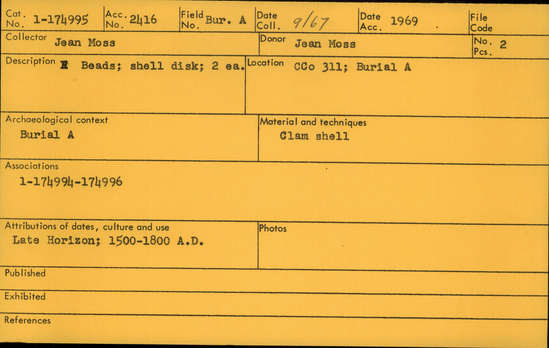 Cat. No. 1-174995 Acc. No. 2416 Field No. Bur. A Date Coll. 9/67 Date Acc. 1969 File Code
Collector Jean Moss Donor Jean Moss No. Pcs. 2
Description Beads; shell disk; 2 ea. Location CCo 311; Burial A
Archaeological context Burial A Material and techniques Clam shell
Associations
1-174994-174996
Attributions of dates, culture and use Photos
Late Horizon; 1500-1800 A.D.
Published
Exhibited
References